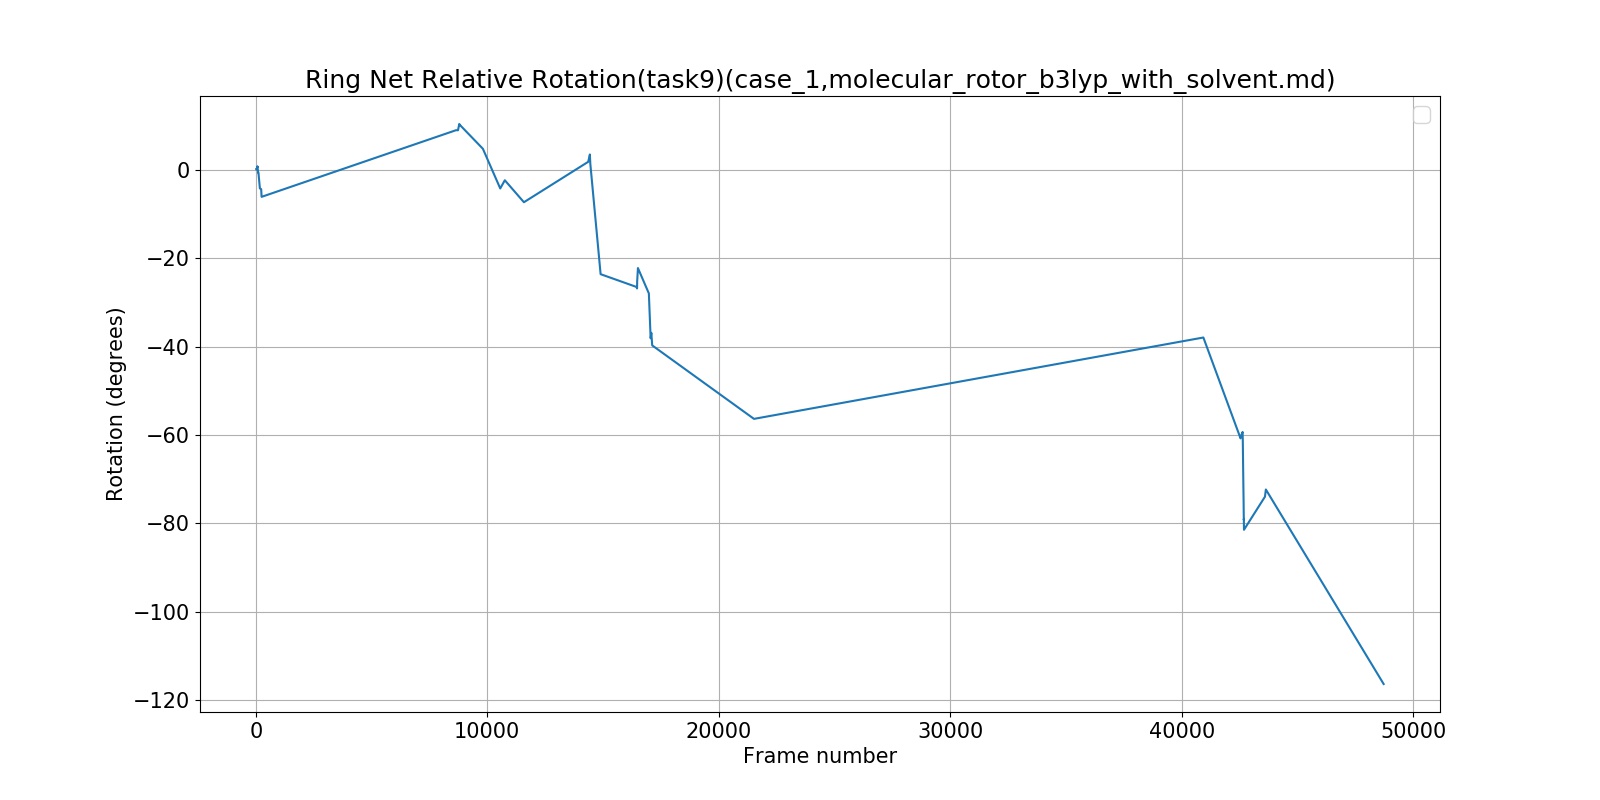 Ring Net Relative Rotation(task9)(case_1,molecular_rotor_b3lyp_with_solvent.md)
0
−20
−40
−60
−80
−100
−120
Rotation (degrees)
0 10000 20000 30000 40000 50000
Frame number